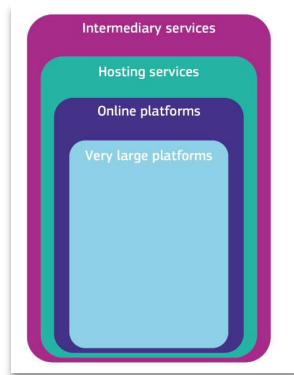 Intermediary services
Hosting services
Online platforms
Very large platforms